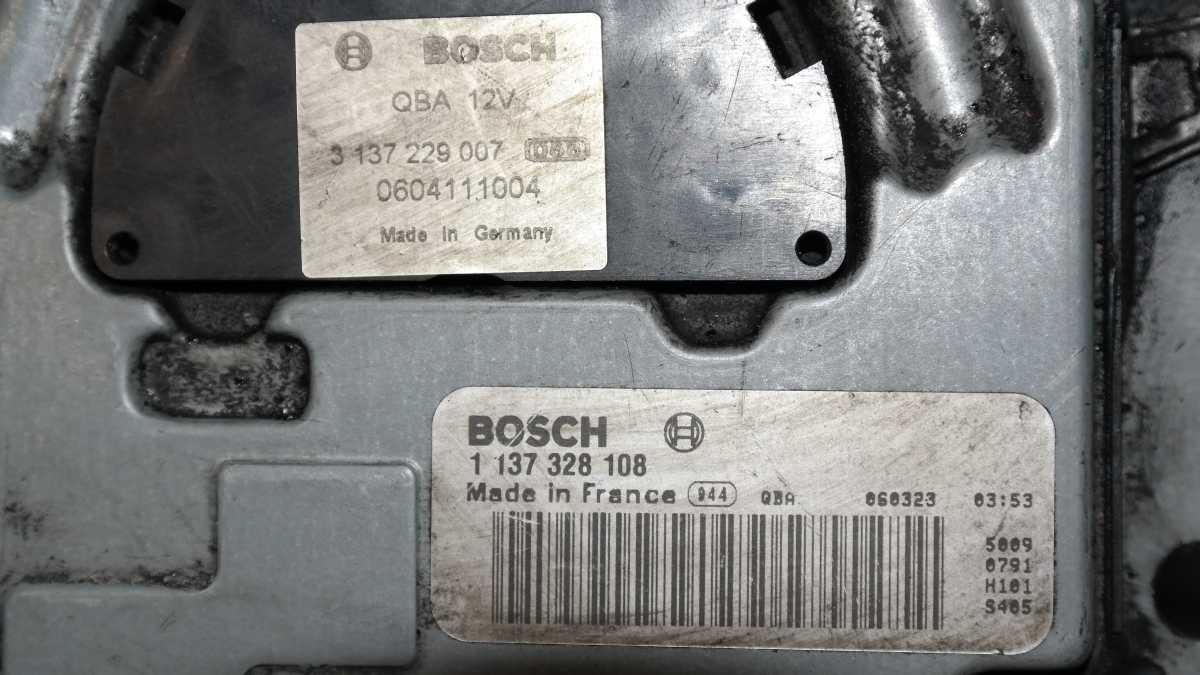 BOSCH
QBA 12V
3 137 229 007
0604111004
Made in Germany
BOSCH
1 137 328 108
Made in France 944 QBA 060323 03:53
5009
0791
H101
S405